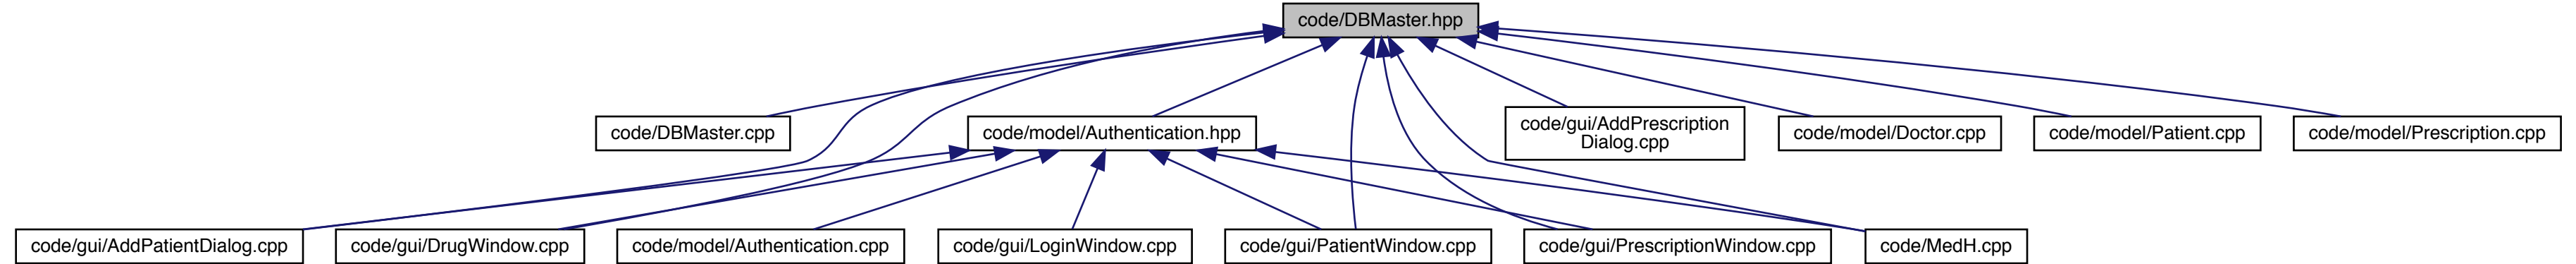 code/DBMaster.hpp
code/DBMaster.cpp
code/model/Authentication.hpp
code/gui/AddPrescription
Dialog.cpp
code/model/Doctor.cpp
code/model/Patient.cpp
code/model/Prescription.cpp
code/gui/AddPatientDialog.cpp
code/gui/DrugWindow.cpp
code/model/Authentication.cpp
code/gui/LoginWindow.cpp
code/gui/PatientWindow.cpp
code/gui/PrescriptionWindow.cpp
code/MedH.cpp